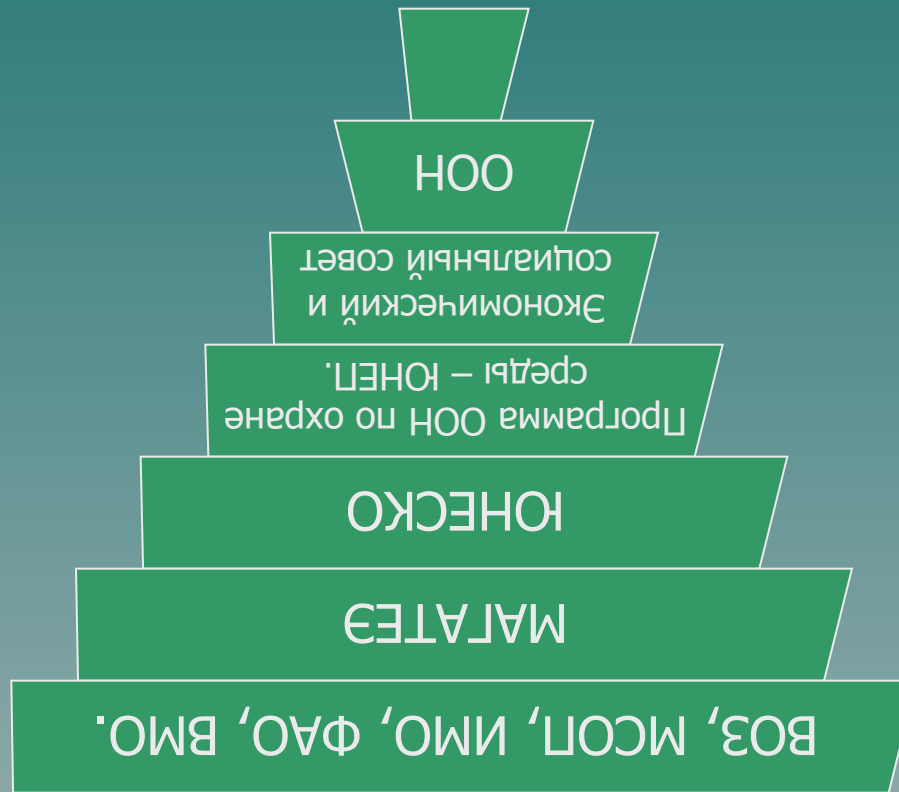 ВОЗ, МСОП, ИМО, ФАО, ВМО.
МАГАТЭ
ЮНЕСКО
Программа ООН по охране
среды – ЮНЕП.
Экономический и
социальный совет
ООН